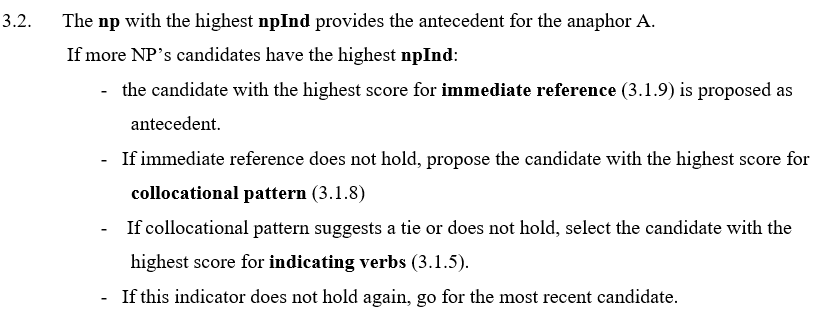 3.2. The np with the highest npInd provides the antecedent for the anaphor A.
If more NP’s candidates have the highest npInd:
- the candidate with the highest score for immediate reference (3.1.9) is proposed as
antecedent.
- If immediate reference does not hold, propose the candidate with the highest score for
collocational pattern (3.1.8)
- If collocational pattern suggests a tie or does not hold, select the candidate with the
highest score for indicating verbs (3.1.5).
- If this indicator does not hold again, go for the most recent candidate.